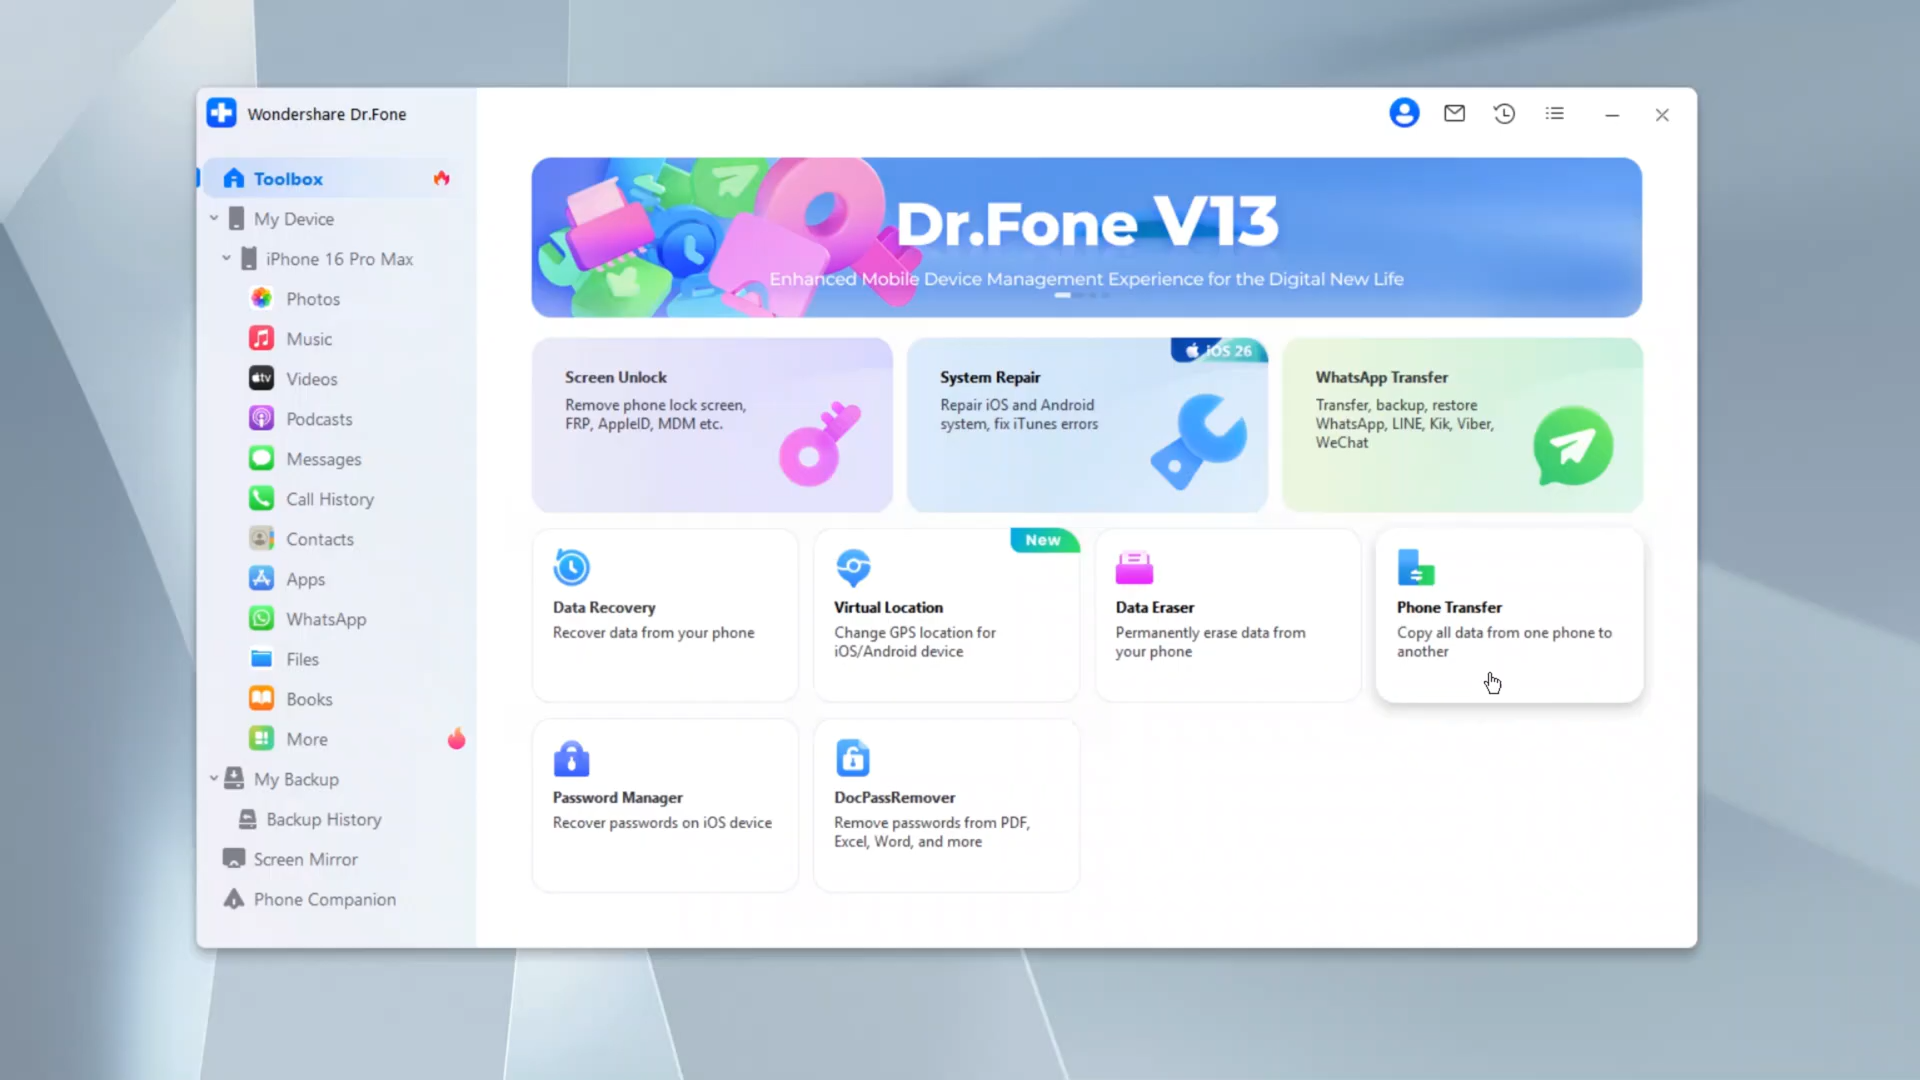 Wondershare Dr.Fone
Toolbox
My Device
iPhone 16 Pro Max
Photos
Music
tv
Videos
Podcasts
Messages
Call History
Contacts
Apps
WhatsApp
Files
Books
More
My Backup
Backup History
Screen Mirror
Phone Companion
Dr.Fone V13
Enhanced Mobile Device Management Experience for the Digital New Life
Screen Unlock
Remove phone lock screen,
FRP, AppleID, MDM etc.
iOS 26
System Repair
Repair iOS and Android
system, fix iTunes errors
WhatsApp Transfer
Transfer, backup, restore
WhatsApp, LINE, Kik, Viber,
WeChat
Data Recovery
Recover data from your phone
New
Virtual Location
Change GPS location for
iOS/Android device
Data Eraser
Permanently erase data from
your phone
Phone Transfer
Copy all data from one phone to
another
Password Manager
Recover passwords on iOS device
DocPassRemover
Remove passwords from PDF,
Excel, Word, and more